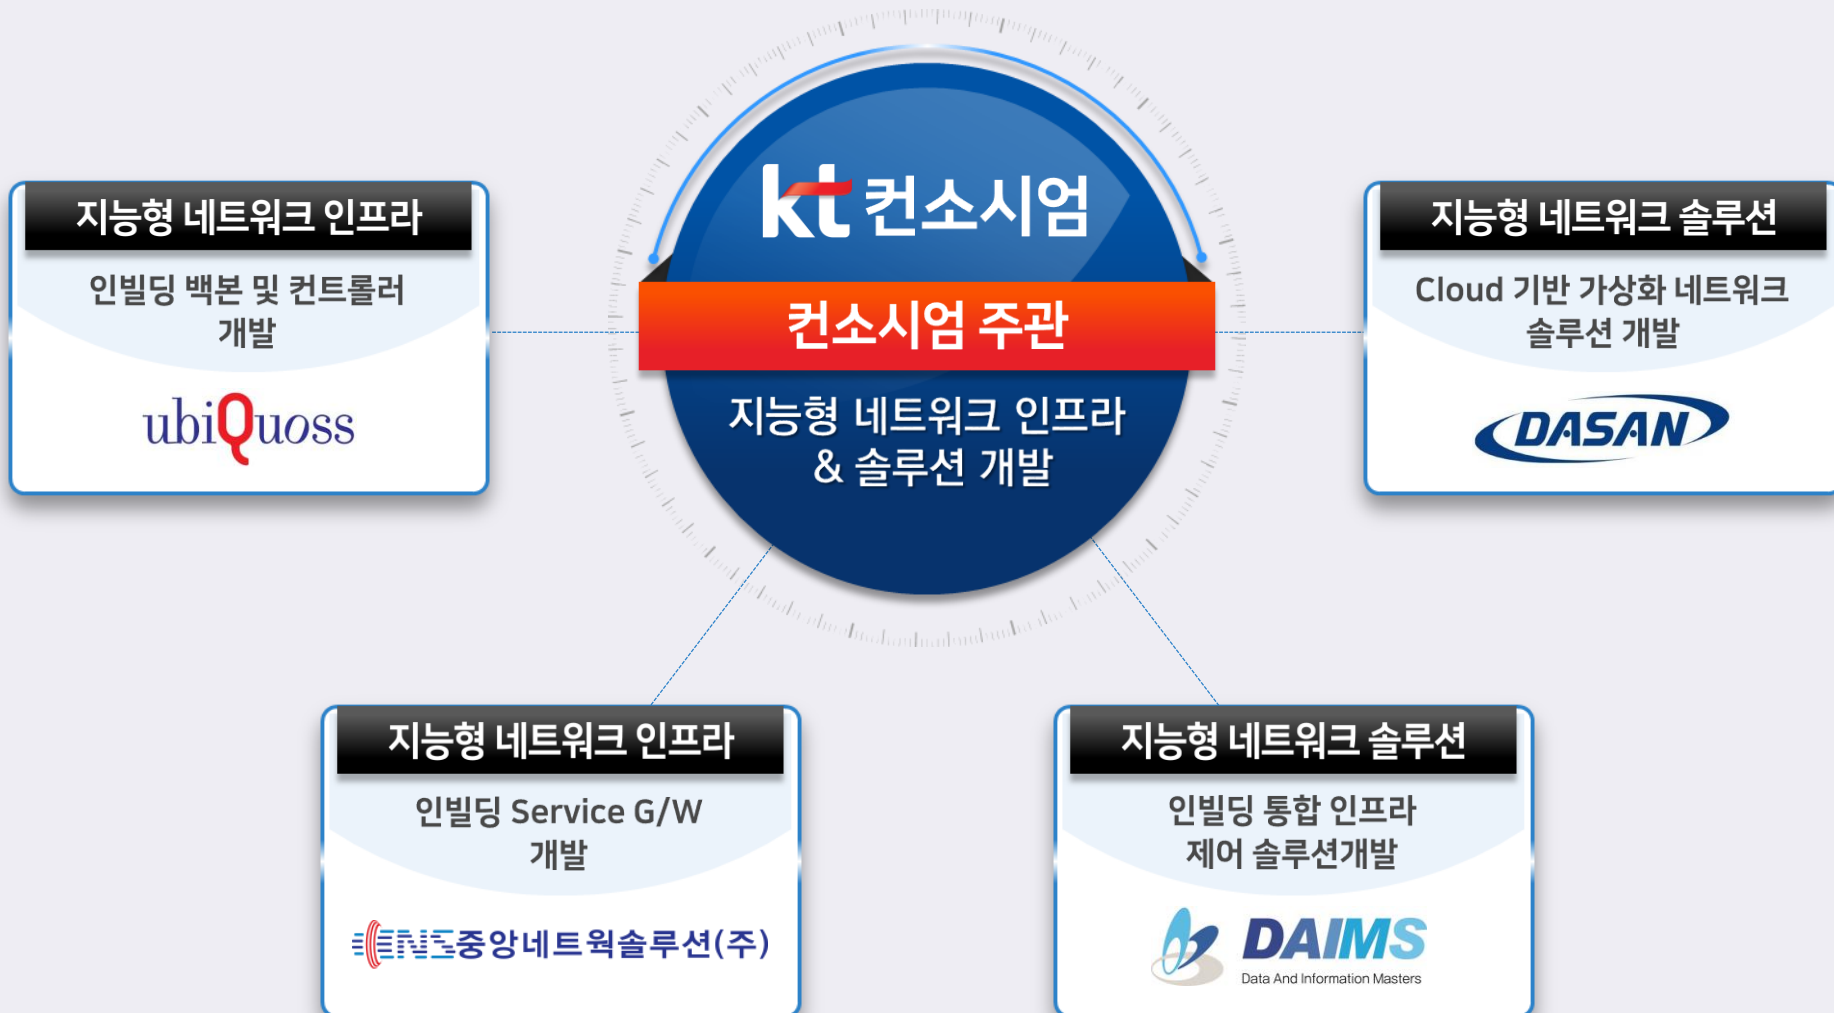 kt 컨소시엄
컨소시엄 주관
지능형 네트워크 인프라
& 솔루션 개발
지능형 네트워크 인프라
인빌딩 백본 및 컨트롤러
개발
ubiQuoss
지능형 네트워크 솔루션
Cloud 기반 가상화 네트워크
솔루션 개발
DASAN
지능형 네트워크 인프라
인빌딩 Service G/W
개발
ENS중앙네트웍솔루션(주)
지능형 네트워크 솔루션
인빌딩 통합 인프라
제어 솔루션개발
DAIMS
Data And Information Masters